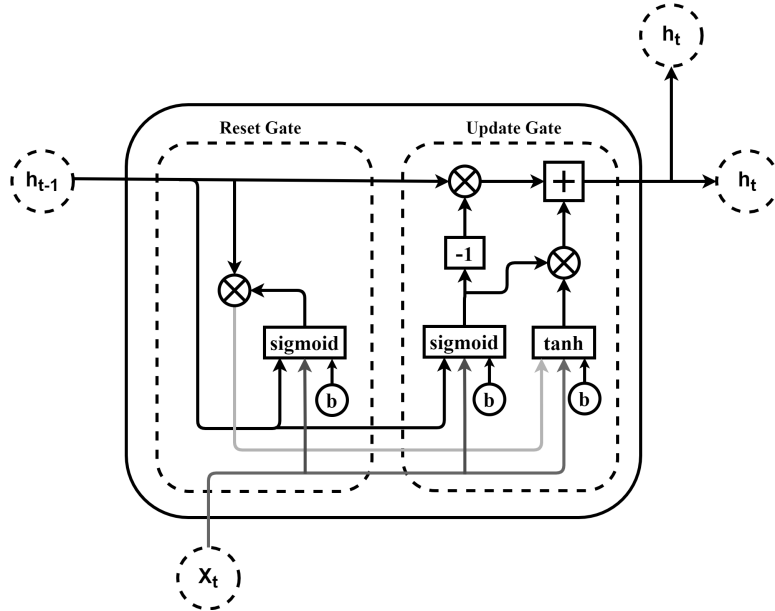 h_t
Reset Gate
Update Gate
h_t-1
h_t
-1
sigmoid
sigmoid
tanh
b
b
b
X_t